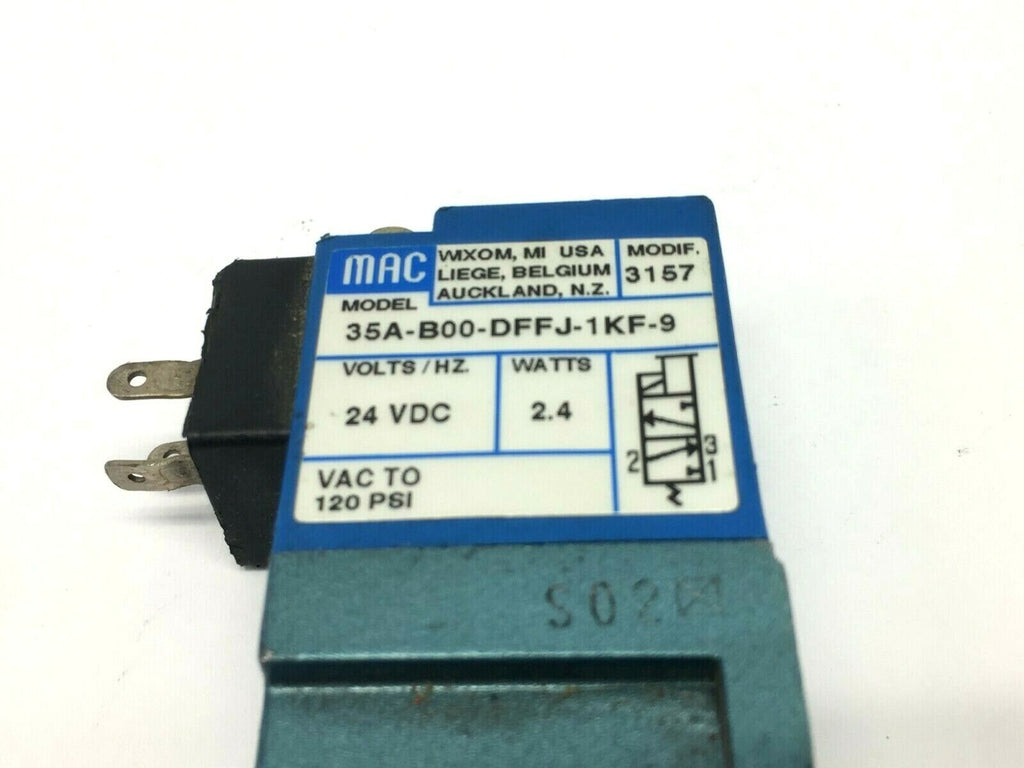 MAC
WIXOM, MI USA
LIEGE, BELGIUM
AUCKLAND, N.Z.
MODIF.
3157
MODEL
35A-B00-DFFJ-1KF-9
VOLTS/HZ.
24 VDC
WATTS
2.4
VAC TO
120 PSI
2
3
1